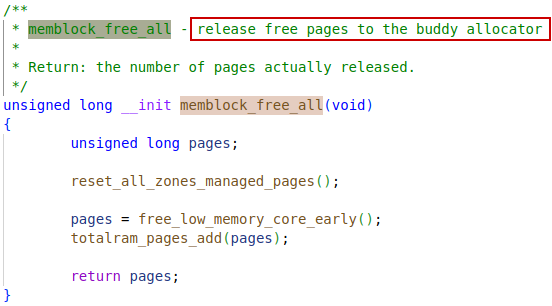 /**
 * memblock_free_all - release free pages to the buddy allocator
 *
 * Return: the number of pages actually released.
 */
unsigned long __init memblock_free_all(void)
{
        unsigned long pages;

        reset_all_zones_managed_pages();

        pages = free_low_memory_core_early();
        totalram_pages_add(pages);

        return pages;
}